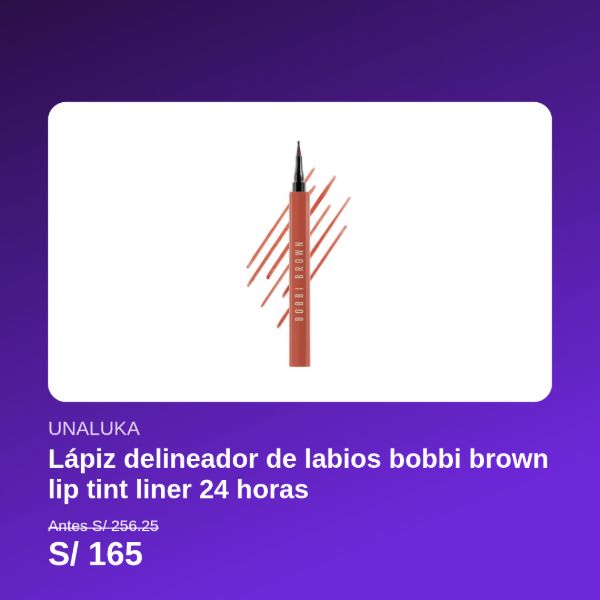 BOBBI BROWN
UNALUKA
Lápiz delineador de labios bobbi brown
lip tint liner 24 horas
Antes S/ 256.25
S/ 165